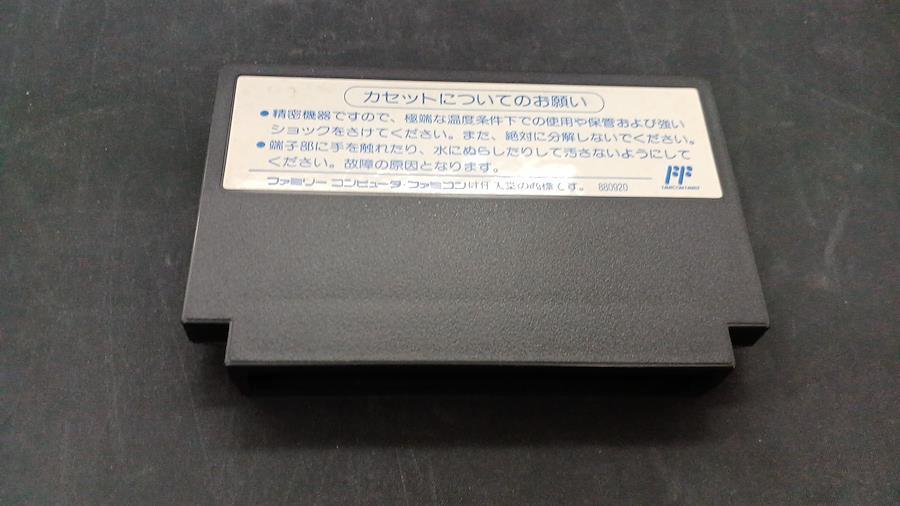 カセットについてのお願い
●精密機器ですので、極端な温度条件下での使用や保管および強い
ショックをさけてください。また、絶対に分解しないでください。
●端子部に手を触れたり、水にぬらしたりして汚さないようにして
ください。故障の原因となります。
ファミリー コンピュータ・ファミコンは任天堂の商標です。 880920
FF
FAMICOM FAMILY